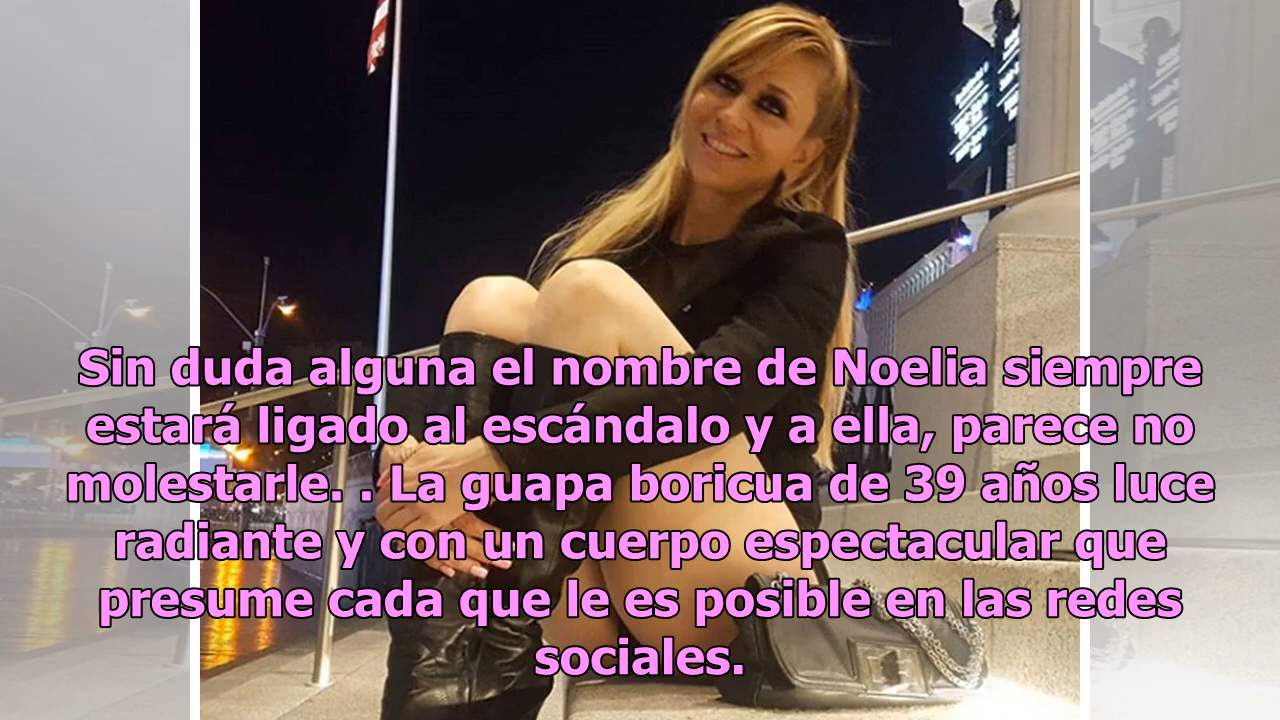 Sin duda alguna el nombre de Noelia siempre
estará ligado al escándalo y a ella, parece no
molestarle. . La guapa boricua de 39 años luce
radiante y con un cuerpo espectacular que
presume cada que le es posible en las redes
sociales.